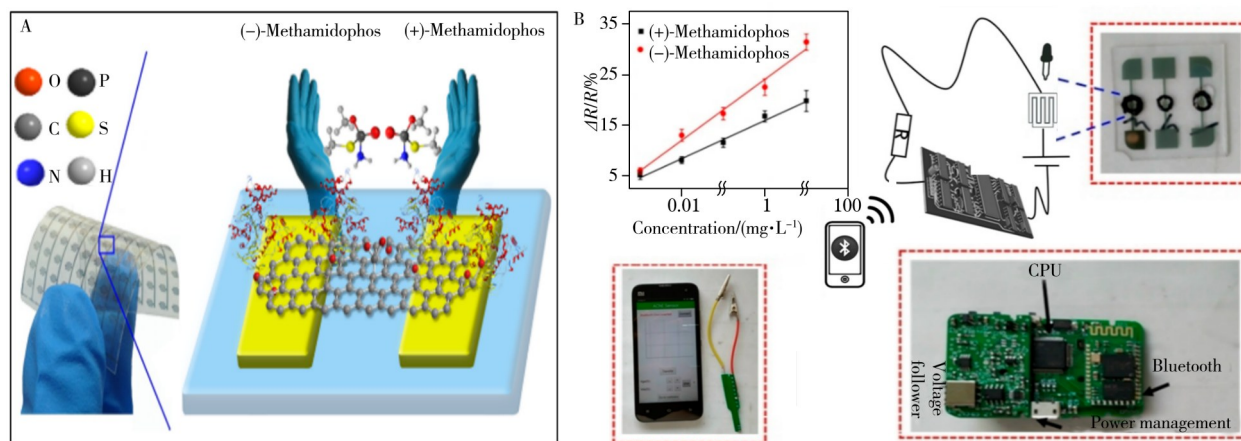 A
(−)-Methamidophos (+)-Methamidophos
O P
C S
N H
B
35
25
15
5
ΔR/R/%
(+)-Methamidophos
(−)-Methamidophos
0.01 1 100
Concentration/(mg·L⁻¹)
R
CPU
Bluetooth
Voltage
follower
Power management